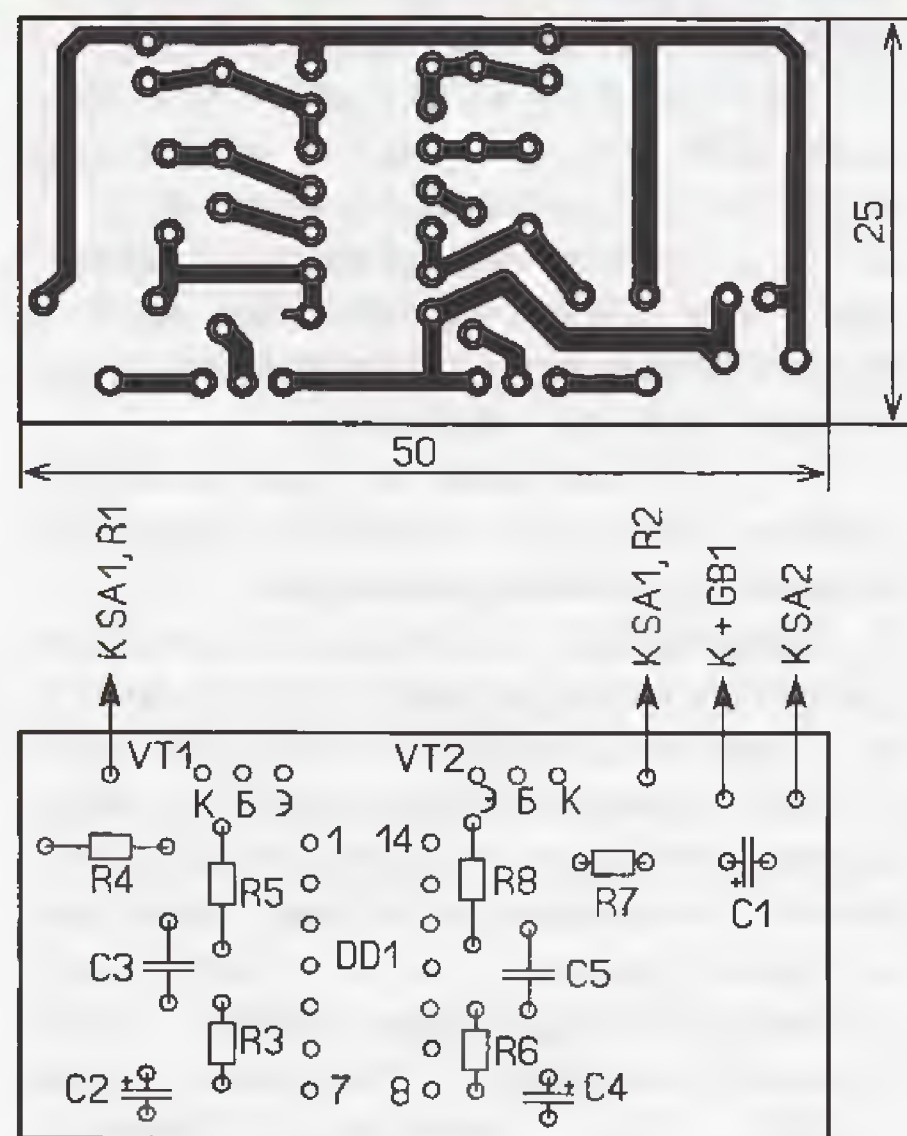 25
50
К SA1, R1
К SA1, R2
К + GB1
К SA2
VT1
К Б Э
VT2
Э Б К
R4
R5
1
14
R8
R7
C1
C3
DD1
C5
R3
R6
C2
+
7
8
+
C4
+